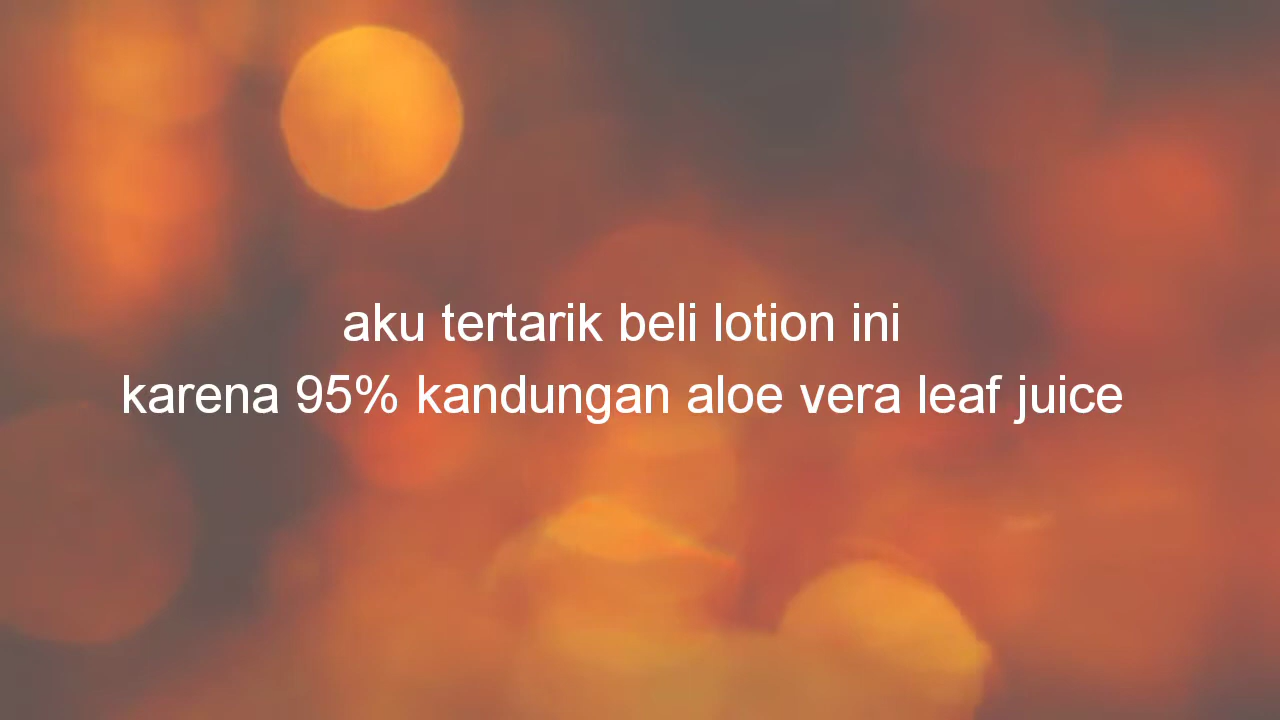 aku tertarik beli lotion ini
karena 95% kandungan aloe vera leaf juice